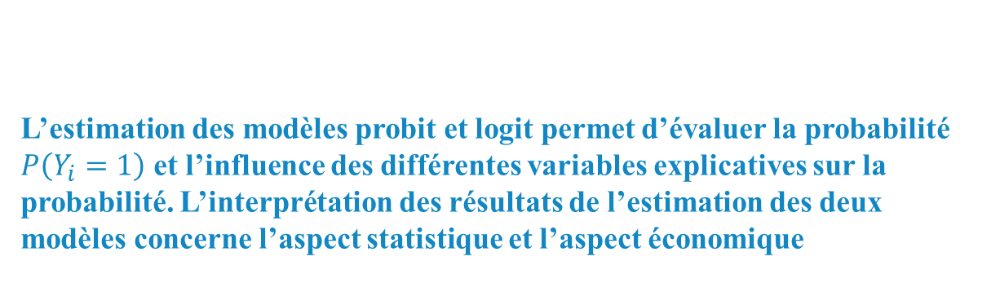 L’estimation des modèles probit et logit permet d’évaluer la probabilité
P(Yᵢ = 1) et l’influence des différentes variables explicatives sur la
probabilité. L’interprétation des résultats de l’estimation des deux
modèles concerne l’aspect statistique et l’aspect économique